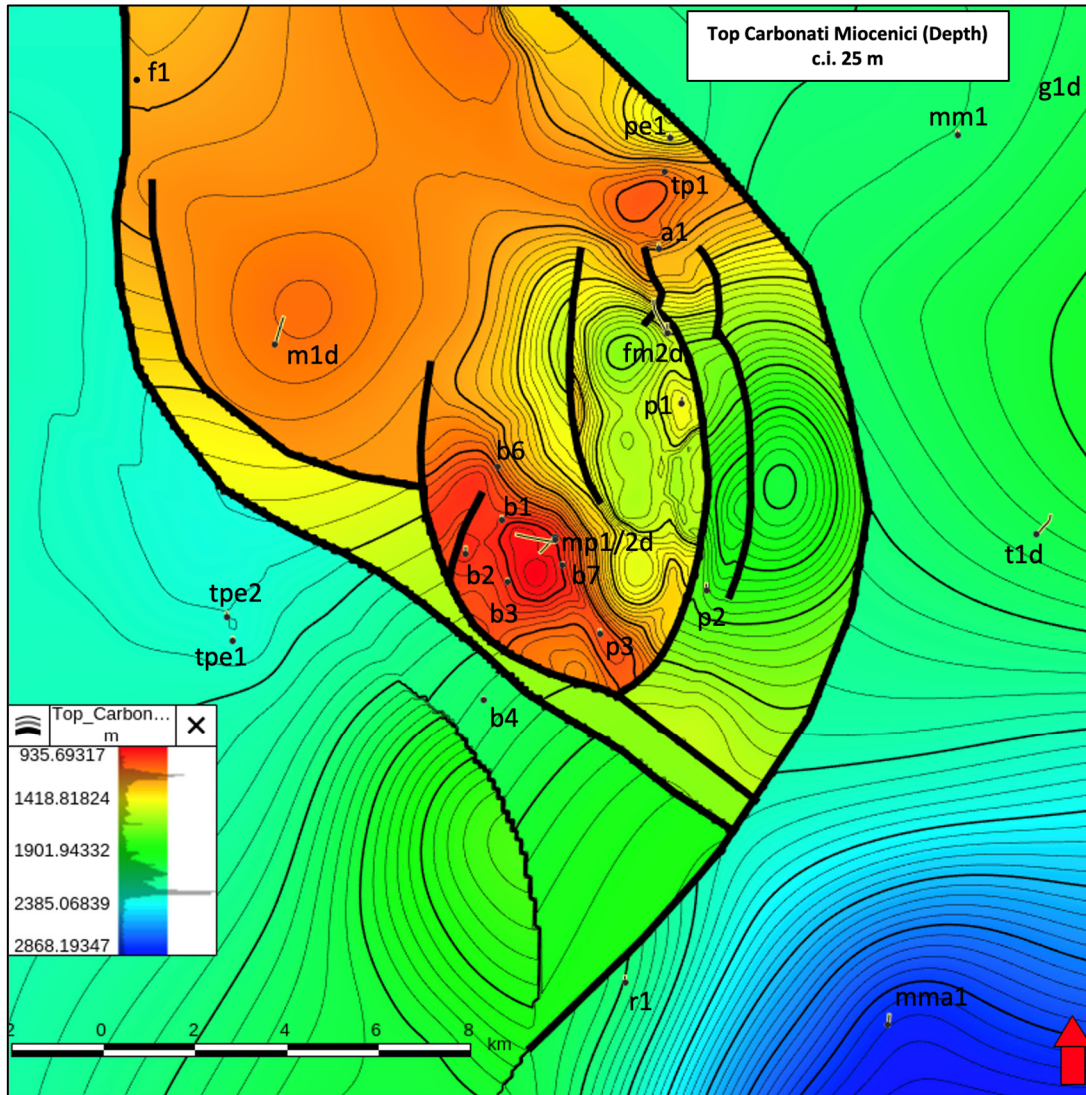 Top Carbonati Miocenici (Depth)
c.i. 25 m
f1
g1d
mm1
pe1
tp1
a1
m1d
fm2d
p1
b6
b1
mp1/2d
b2
b7
b3
t1d
tpe2
p2
tpe1
p3
b4
Top_Carbon...
m
935.69317
1418.81824
1901.94332
2385.06839
2868.19347
r1
mma1
2 0 2 4 6 8
km